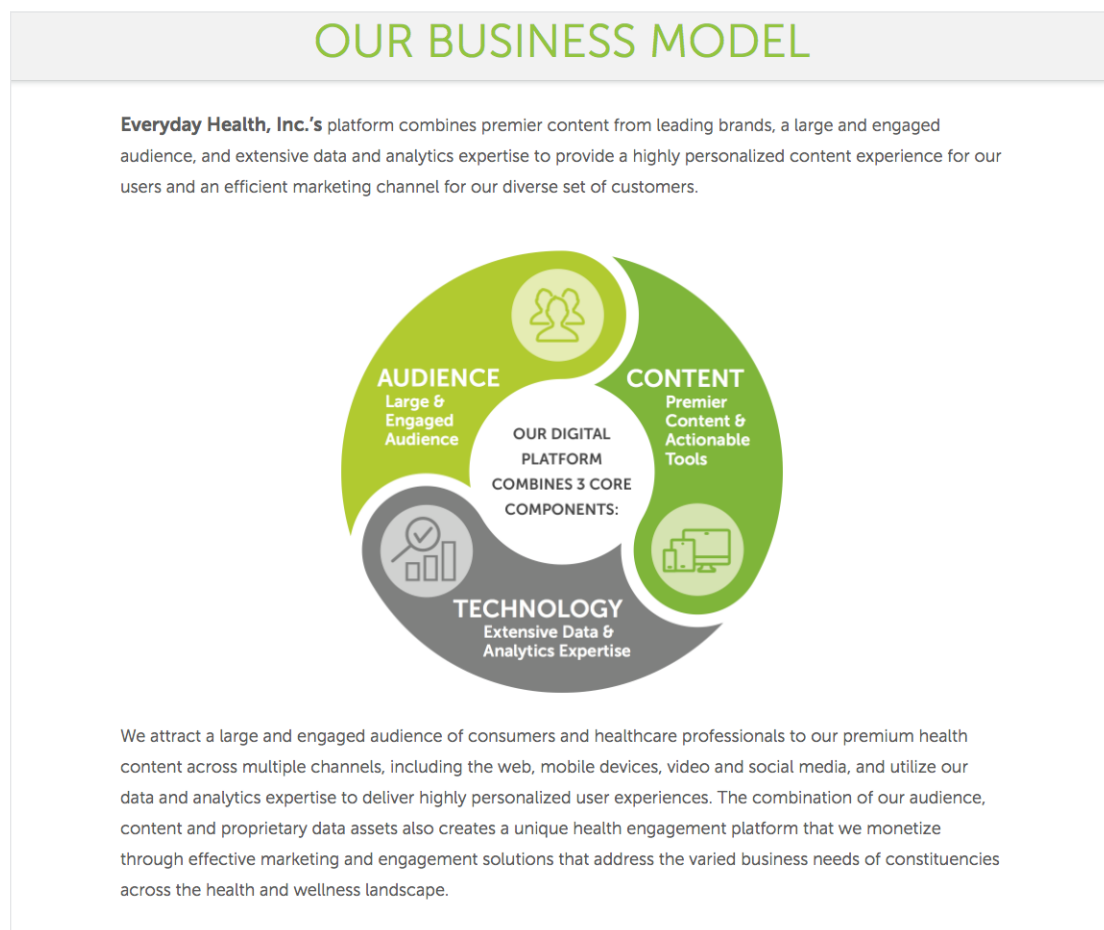 OUR BUSINESS MODEL
Everyday Health, Inc.’s platform combines premier content from leading brands, a large and engaged
audience, and extensive data and analytics expertise to provide a highly personalized content experience for our
users and an efficient marketing channel for our diverse set of customers.
AUDIENCE
Large &
Engaged
Audience
CONTENT
Premier
Content &
Actionable
Tools
OUR DIGITAL
PLATFORM
COMBINES 3 CORE
COMPONENTS:
TECHNOLOGY
Extensive Data &
Analytics Expertise
We attract a large and engaged audience of consumers and healthcare professionals to our premium health
content across multiple channels, including the web, mobile devices, video and social media, and utilize our
data and analytics expertise to deliver highly personalized user experiences. The combination of our audience,
content and proprietary data assets also creates a unique health engagement platform that we monetize
through effective marketing and engagement solutions that address the varied business needs of constituencies
across the health and wellness landscape.